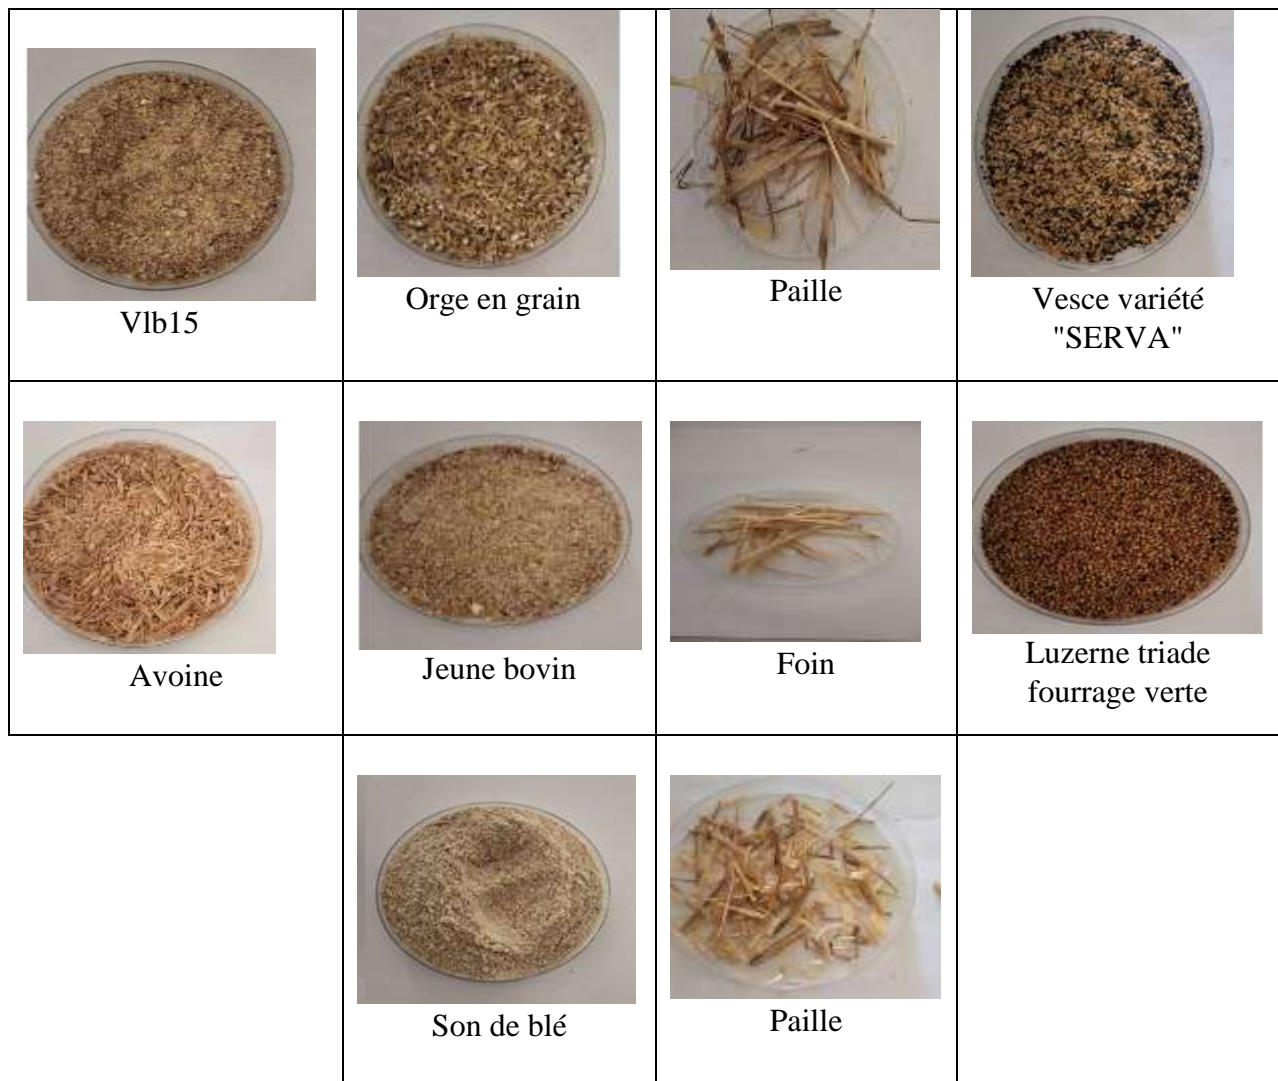 Vlb15
Orge en grain
Paille
Vesce variété
"SERVA"
Avoine
Jeune bovin
Foin
Luzerne triade
fourrage verte
Son de blé
Paille